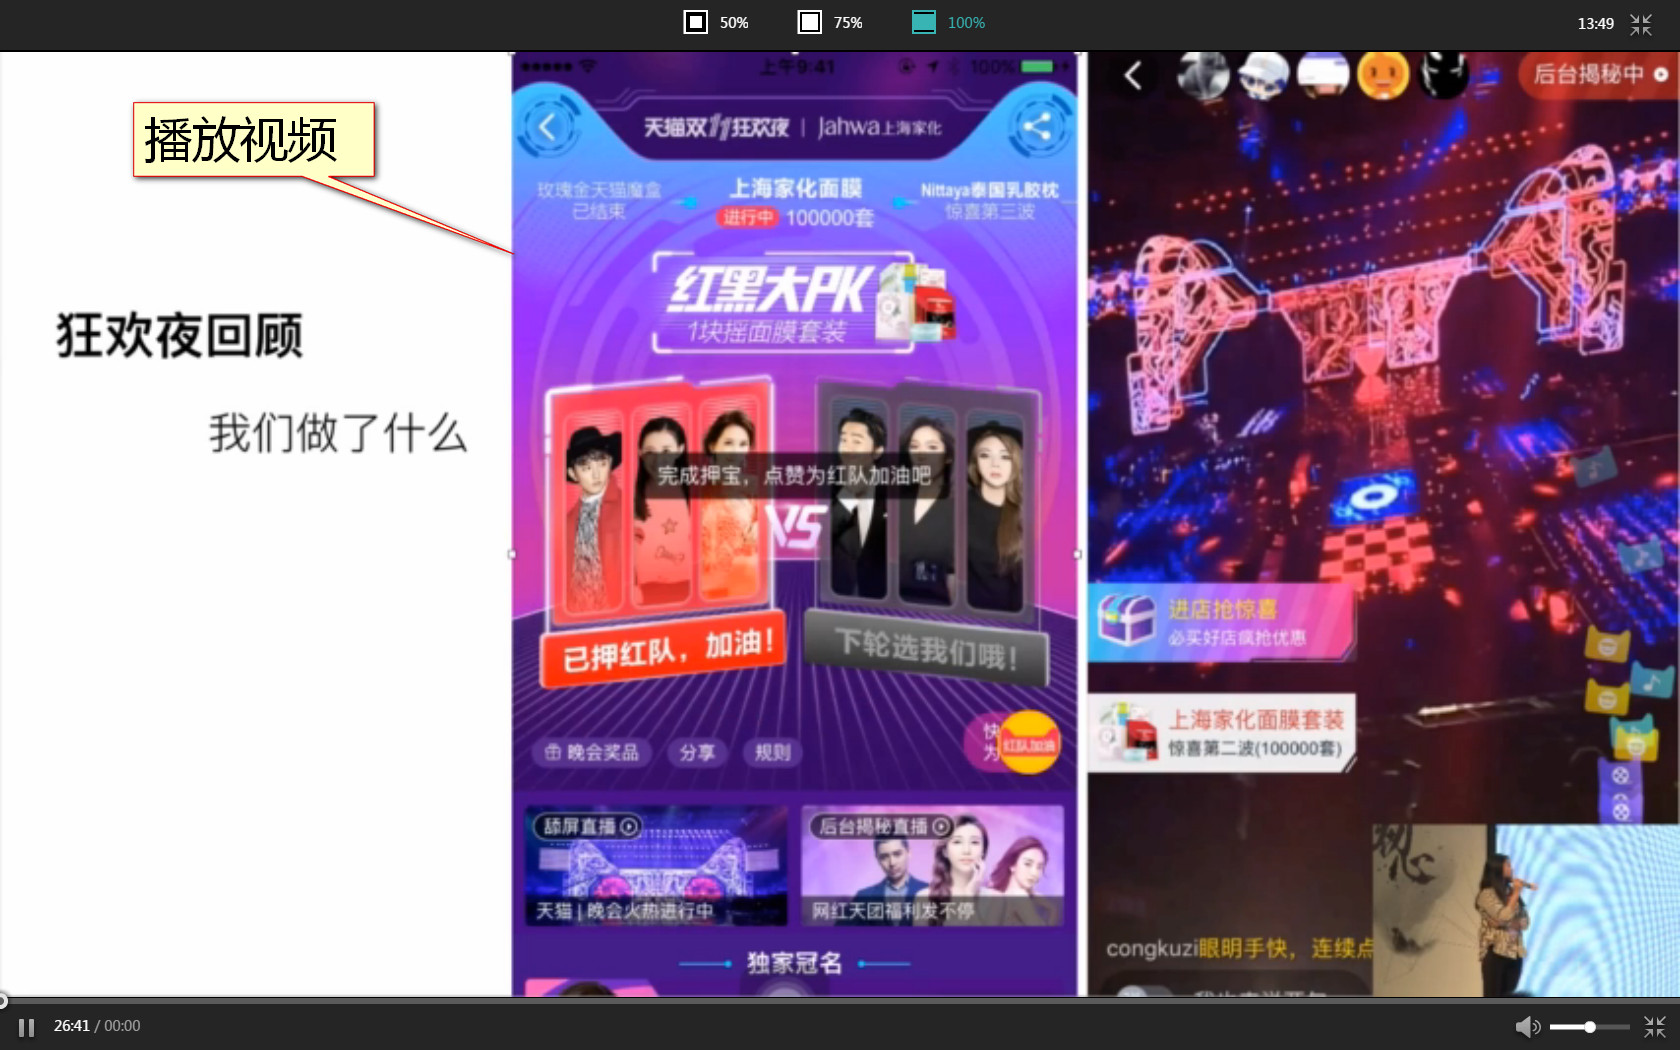 50%
75%
100%
13:49
播放视频
狂欢夜回顾
我们做了什么
上午9:41
100%
天猫双11狂欢夜 | Jahwa上海家化
玫瑰金天猫魔盒
已结束
上海家化面膜
进行中 100000套
Nittaya泰国乳胶枕
惊喜第三波
红黑大PK
1块摇面膜套装
完成押宝，点赞为红队加油吧
VS
已押红队，加油！
下轮选我们哦！
晚会奖品
分享
规则
快
为
红队加油
舔屏直播
天猫 | 晚会火热进行中
后台揭秘直播
网红天团福利发不停
独家冠名
后台揭秘中
进店抢惊喜
必买好店疯抢优惠
上海家化面膜套装
惊喜第二波(100000套)
congkuzi眼明手快，连续点
26:41 / 00:00